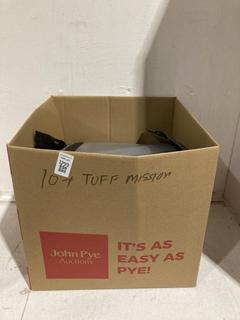 104 TUFF MISSION
John Pye
Auctions
IT'S AS
EASY AS
PYE!